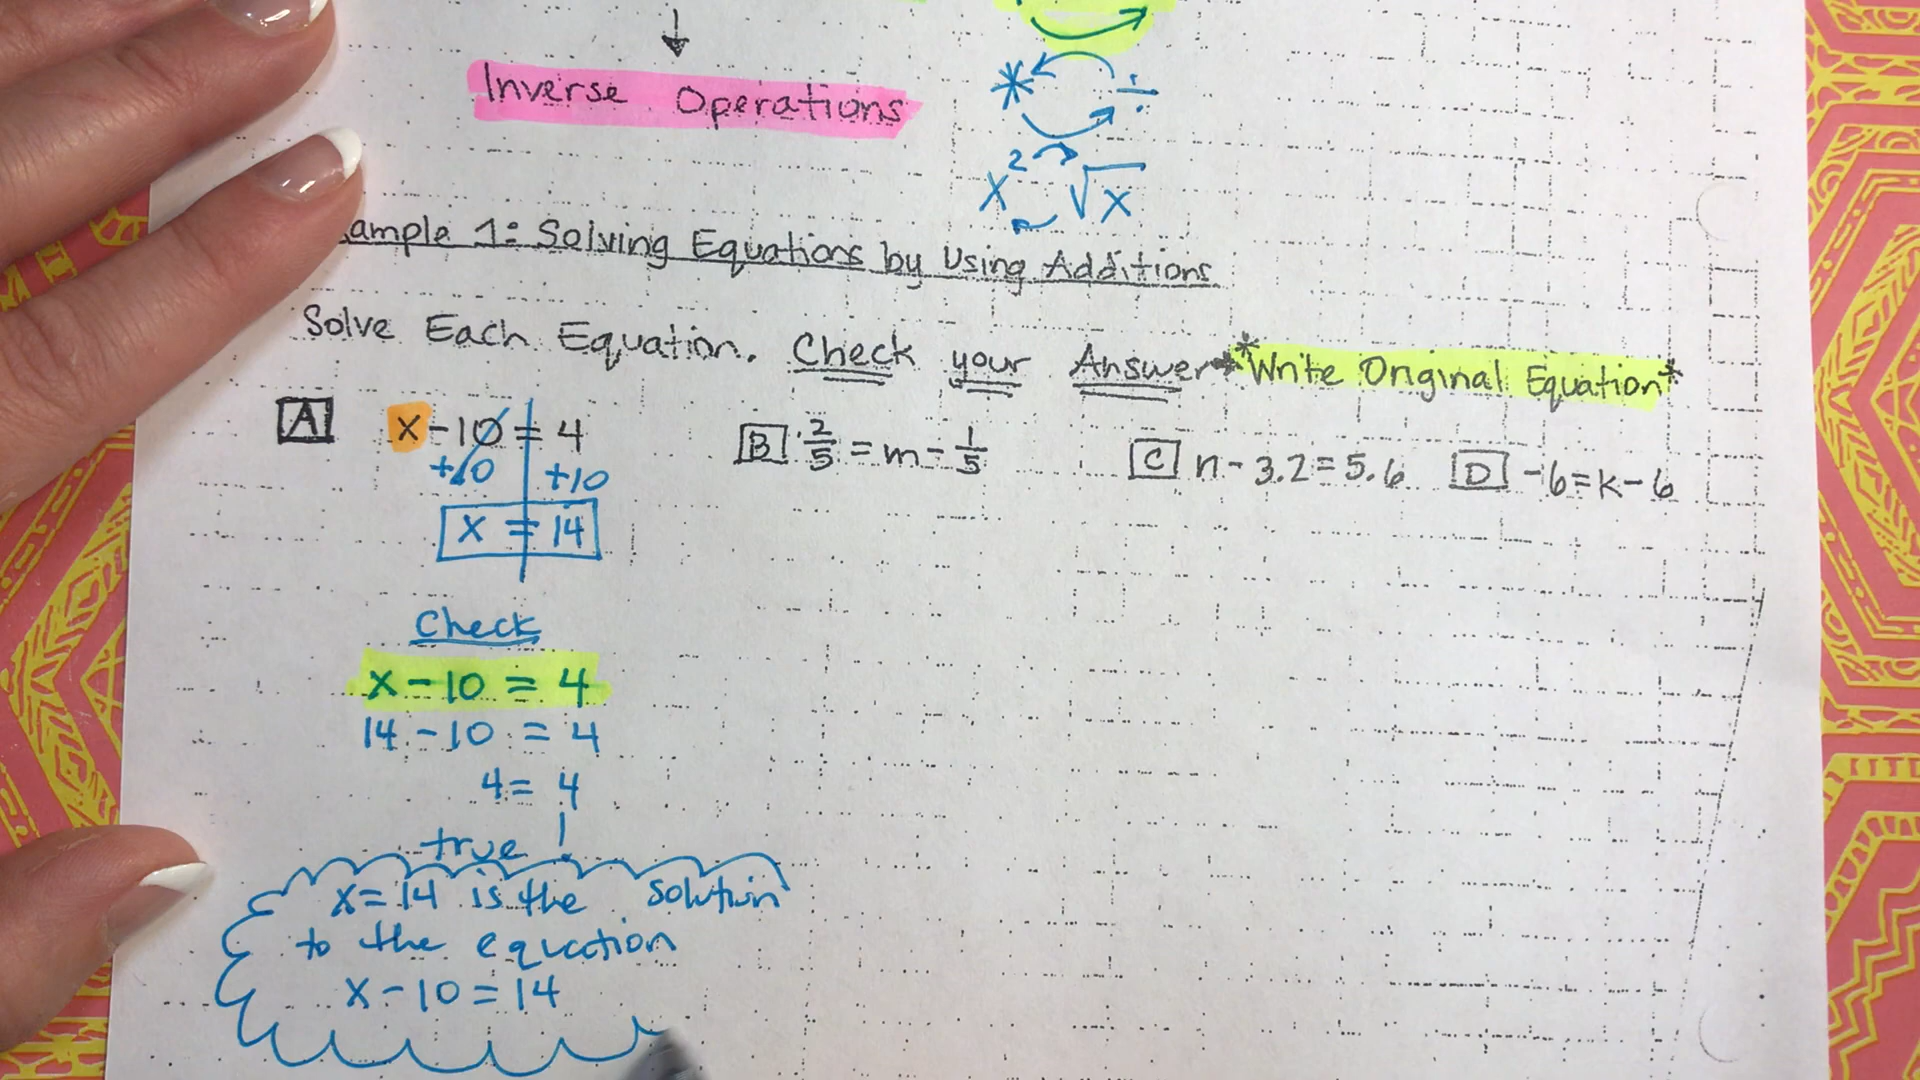 Inverse Operations
* ÷
x² √x
ample 1: Solving Equations by Using Additions
Solve Each Equation. Check your Answer * *Write Original Equation*
A x - 10 = 4
+10 +10
x = 14
B 2/5 = m - 1/5
C n - 3.2 = 5.6
D -6 = k - 6
Check
x - 10 = 4
14 - 10 = 4
4 = 4
true!
x = 14 is the solution
to the equation
x - 10 = 14